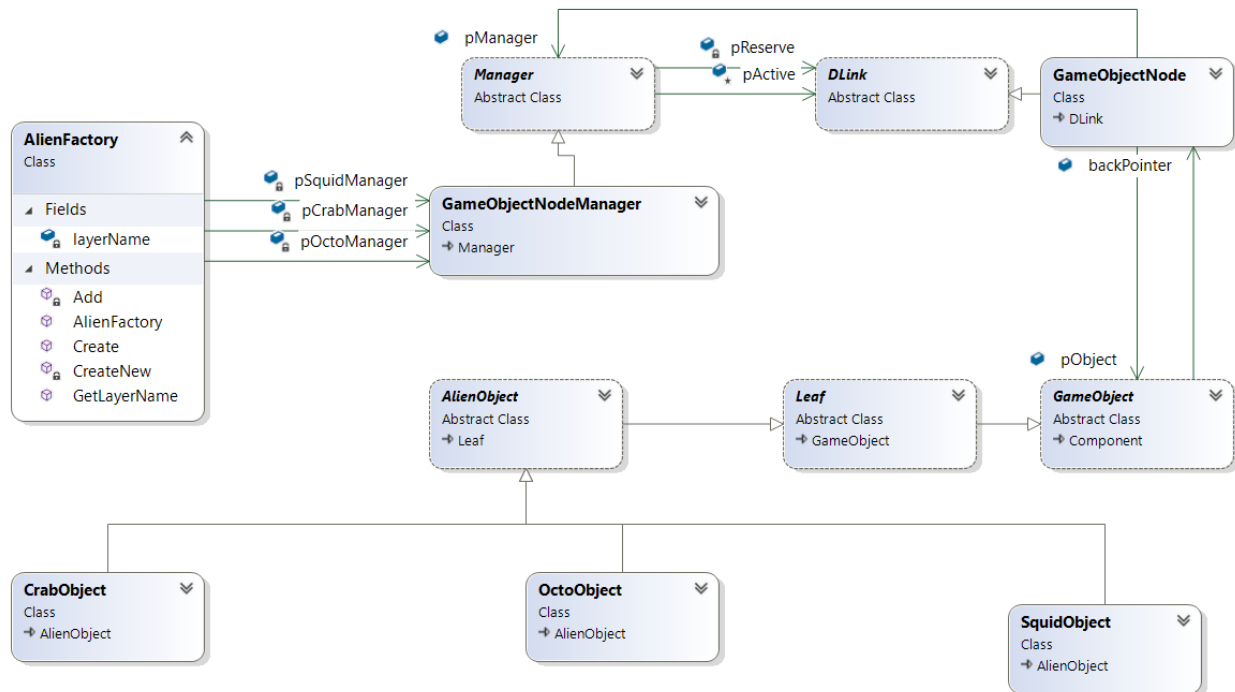 pManager
pReserve
pActive
Manager
Abstract Class
DLink
Abstract Class
GameObjectNode
Class
DLink
AlienFactory
Class
Fields
layerName
Methods
Add
AlienFactory
Create
CreateNew
GetLayerName
pSquidManager
pCrabManager
pOctoManager
GameObjectNodeManager
Class
Manager
backPointer
pObject
AlienObject
Abstract Class
Leaf
Leaf
Abstract Class
GameObject
GameObject
Abstract Class
Component
CrabObject
Class
AlienObject
OctoObject
Class
AlienObject
SquidObject
Class
AlienObject